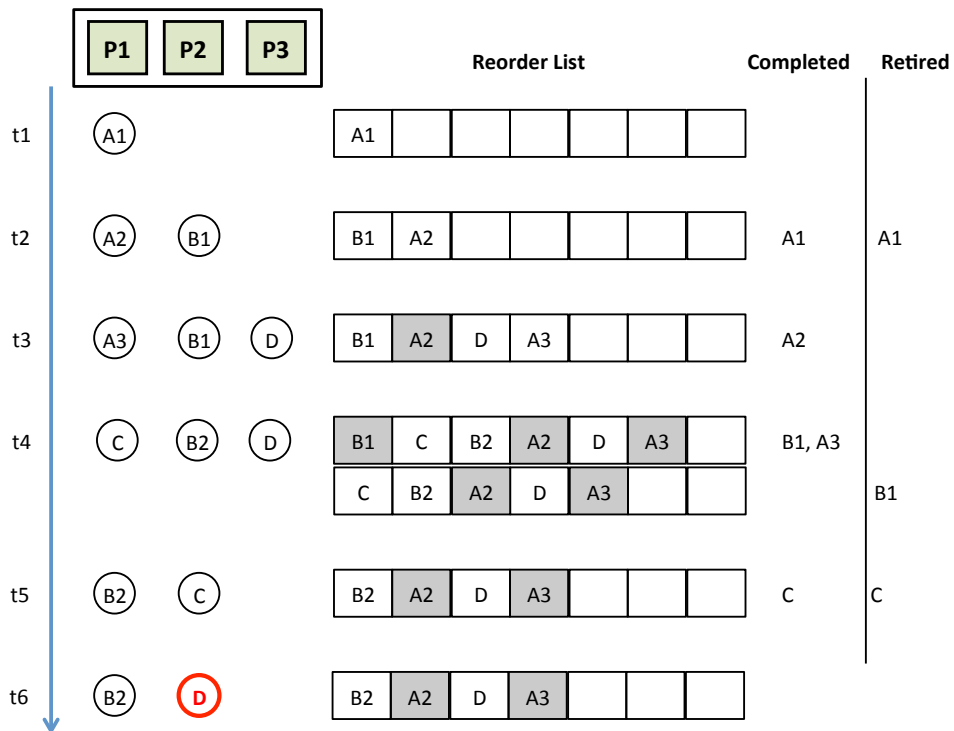 P1 P2 P3
Reorder List Completed Retired
t1 A1 A1
t2 A2 B1 B1 A2 A1 A1
t3 A3 B1 D B1 A2 D A3 A2
t4 C B2 D B1 C B2 A2 D A3 B1, A3
C B2 A2 D A3 B1
t5 B2 C B2 A2 D A3 C C
t6 B2 D B2 A2 D A3